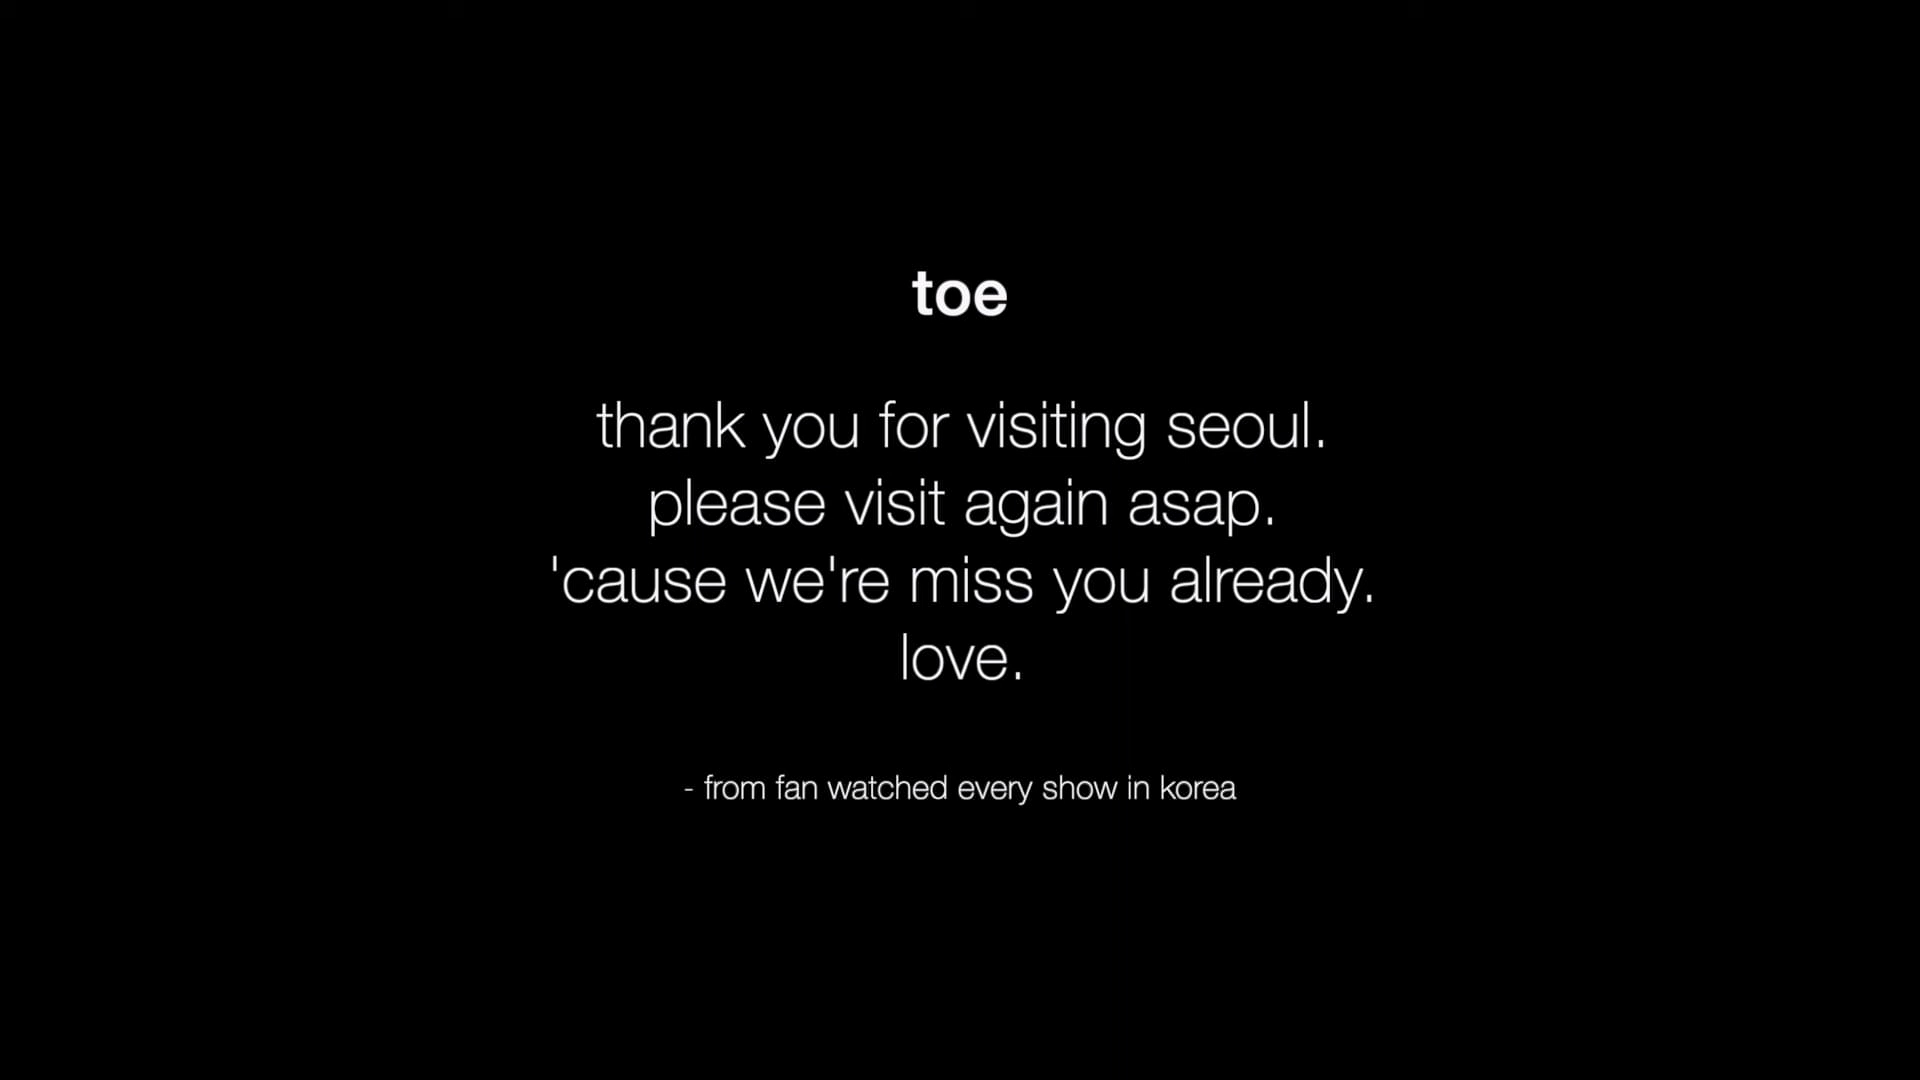 toe
thank you for visiting seoul.
please visit again asap.
'cause we're miss you already.
love.
- from fan watched every show in korea